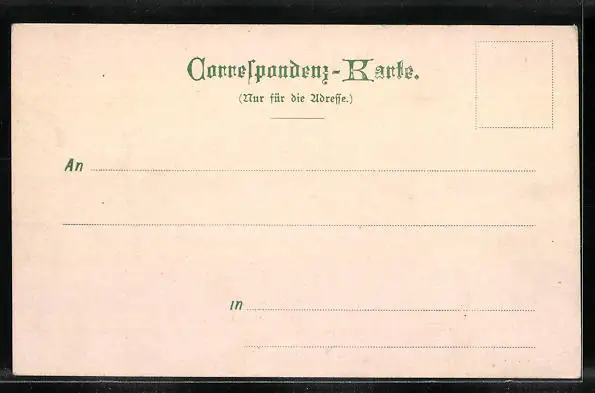 Correſpondenz-Karte.
(Nur für die Adreſſe.)
An
in